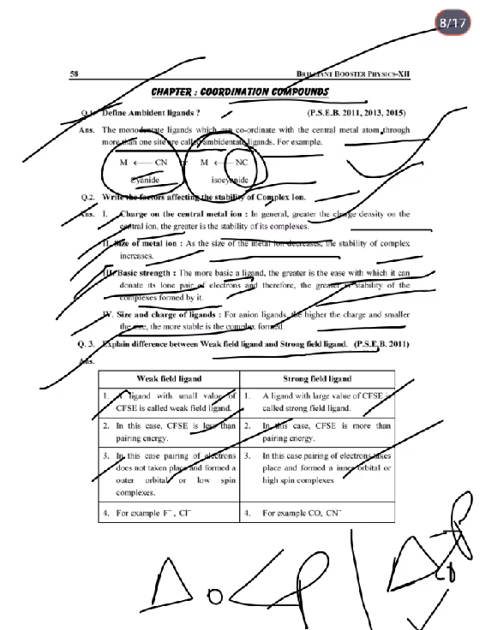 8/17
58 BRILLIANT BOOSTER PHYSICS-XII
CHAPTER : COORDINATION COMPOUNDS
Q.1. Define Ambident ligands ? (P.S.E.B. 2011, 2013, 2015)
Ans. The monodentate ligands which can co-ordinate with the central metal atom through
more than one site are called ambidentate ligands. For example,
M ← CN or M ← NC
cyanide isocyanide
Q.2. Write the factors affecting the stability of Complex Ion.
Ans. I. Charge on the central metal ion : In general, greater the charge density on the
central ion, the greater is the stability of its complexes.
II. Size of metal ion : As the size of the metal ion decreases, the stability of complex
increases.
III. Basic strength : The more basic a ligand, the greater is the ease with which it can
donate its lone pair of electrons and therefore, the greater is stability of the
complexes formed by it.
IV. Size and charge of ligands : For anion ligands, the higher the charge and smaller
the size, the more stable is the complex formed.
Q. 3. Explain difference between Weak field ligand and Strong field ligand. (P.S.E.B. 2011)
Ans.
Weak field ligand Strong field ligand
1. A ligand with small value of
CFSE is called weak field ligand.
1. A ligand with large value of CFSE is
called strong field ligand.
2. In this case, CFSE is less than
pairing energy.
2. In this case, CFSE is more than
pairing energy.
3. In this case pairing of electrons
does not taken place and formed a
outer orbital or low spin
complexes.
3. In this case pairing of electrons takes
place and formed a inner orbital or
high spin complexes
4. For example F⁻, Cl⁻
4. For example CO, CN⁻
Δo < P